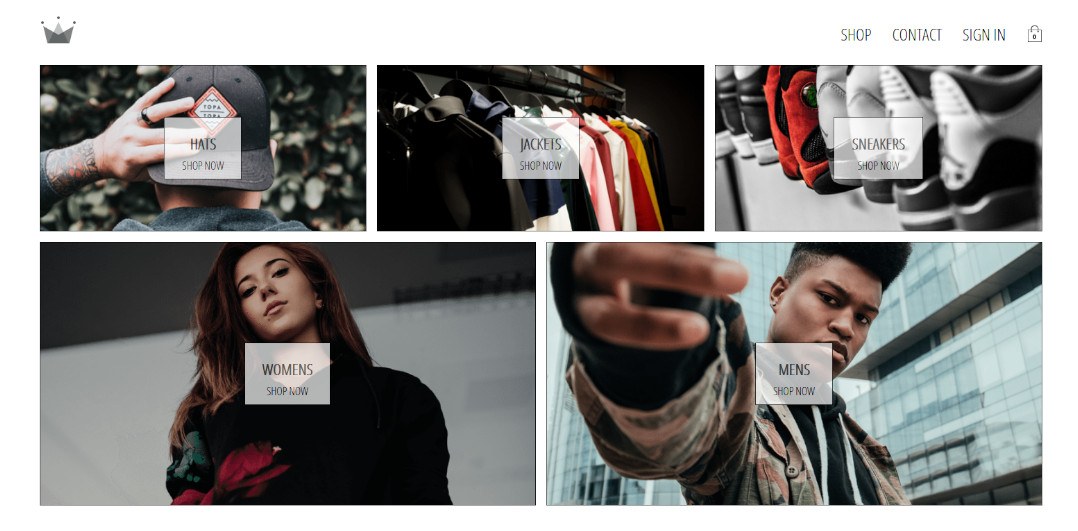 SHOP
CONTACT
SIGN IN
0
TOPA
TOPA
HATS
SHOP NOW
JACKETS
SHOP NOW
SNEAKERS
SHOP NOW
WOMENS
SHOP NOW
MENS
SHOP NOW